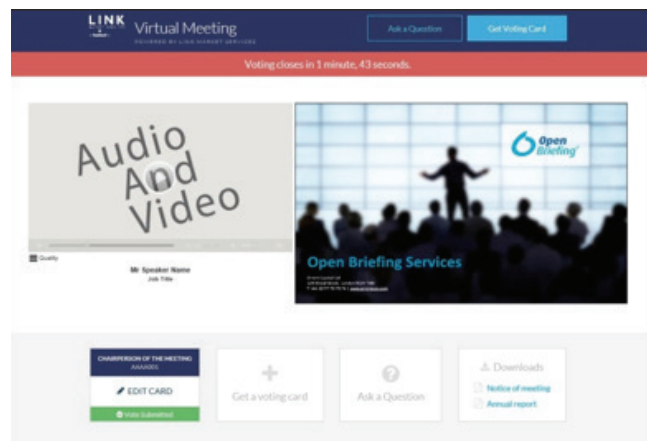 LINK
Virtual Meeting
POWERED BY LINK MARKET SERVICES
Ask a Question
Get Voting Card
Voting closes in 1 minute, 43 seconds.
Audio
And
Video
Quality
Mr Speaker Name
Job Title
Open
Briefing
Open Briefing Services
CHAIRPERSON OF THE MEETING
AAAA001
EDIT CARD
Vote Submitted
Get a voting card
Ask a Question
Downloads
Notice of meeting
Annual report